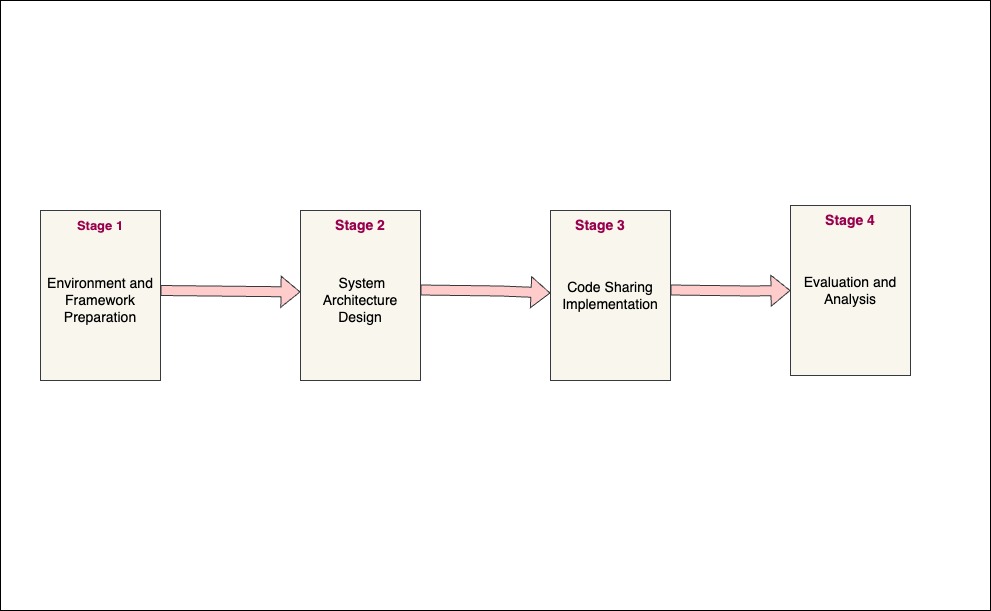 Stage 1
Environment and
Framework
Preparation
Stage 2
System
Architecture
Design
Stage 3
Code Sharing
Implementation
Stage 4
Evaluation and
Analysis